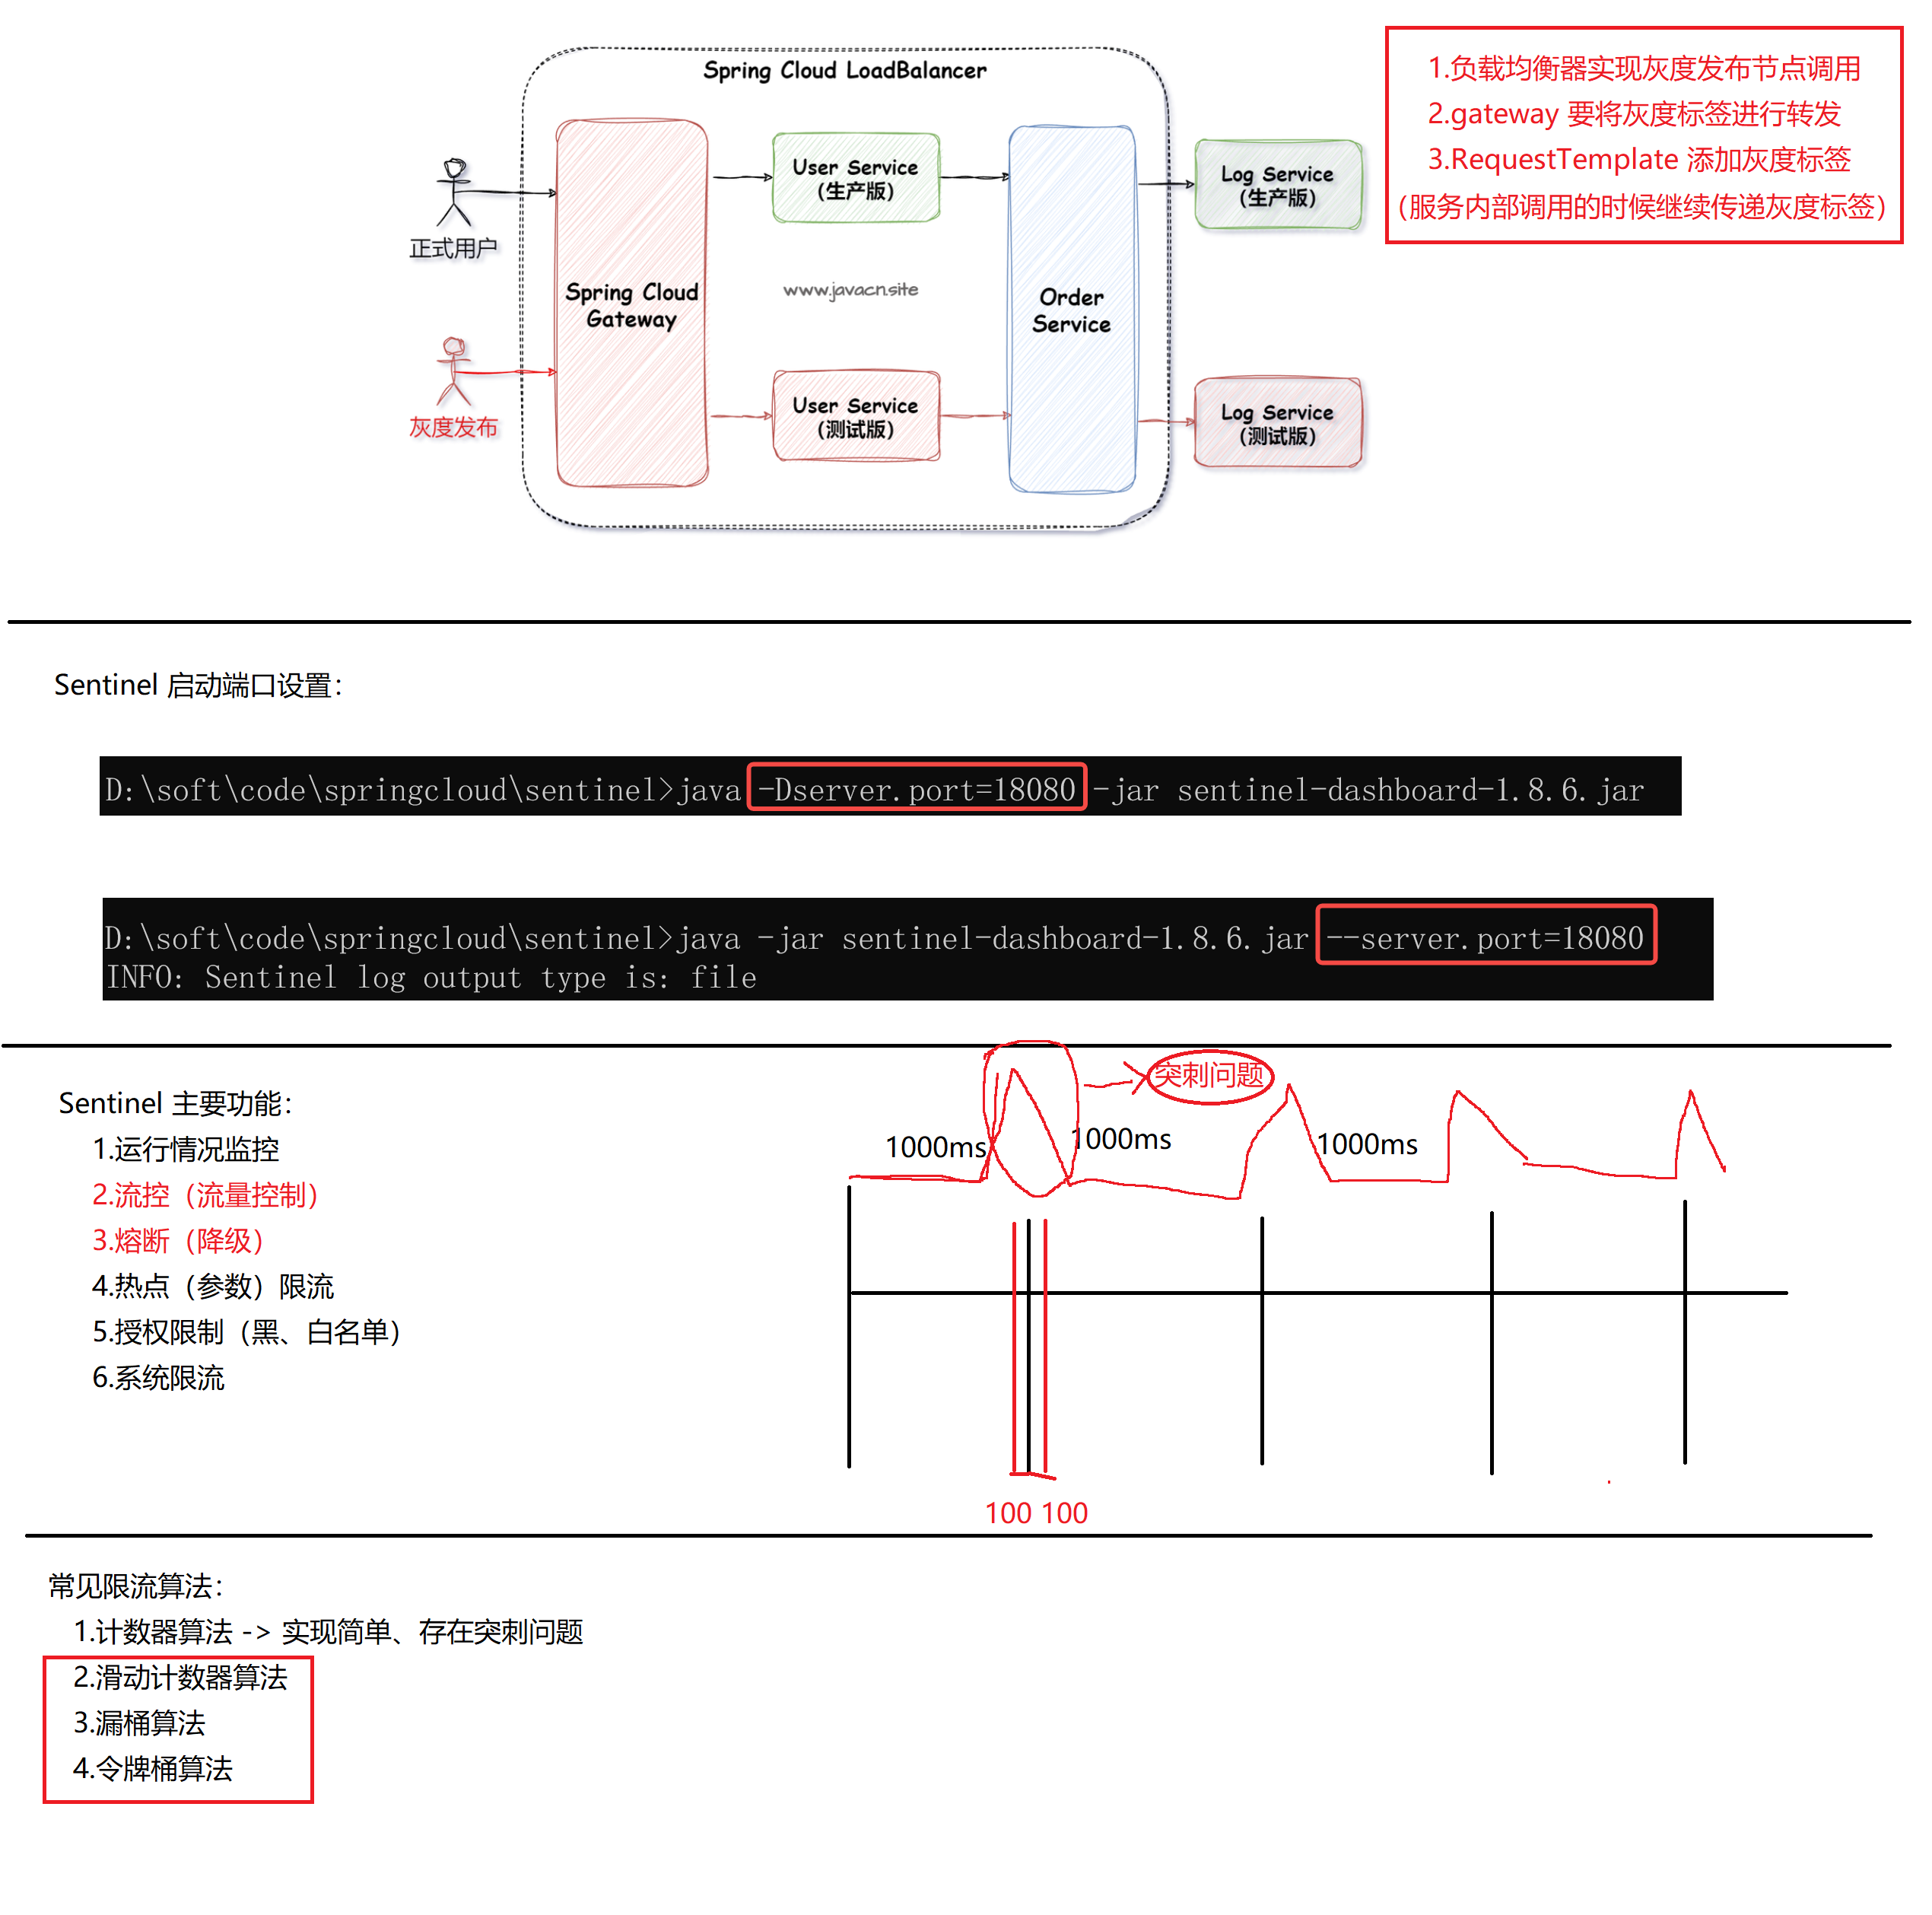 Spring Cloud LoadBalancer
1.负载均衡器实现灰度发布节点调用
2.gateway 要将灰度标签进行转发
3.RequestTemplate 添加灰度标签
（服务内部调用的时候继续传递灰度标签）
正式用户
灰度发布
Spring Cloud
Gateway
User Service
(生产版)
www.javacn.site
User Service
(测试版)
Order
Service
Log Service
(生产版)
Log Service
(测试版)
Sentinel 启动端口设置：
D:\soft\code\springcloud\sentinel>java -Dserver.port=18080 -jar sentinel-dashboard-1.8.6.jar
D:\soft\code\springcloud\sentinel>java -jar sentinel-dashboard-1.8.6.jar --server.port=18080
INFO: Sentinel log output type is: file
Sentinel 主要功能：
1.运行情况监控
2.流控（流量控制）
3.熔断（降级）
4.热点（参数）限流
5.授权限制（黑、白名单）
6.系统限流
突刺问题
1000ms
1000ms
1000ms
100 100
常见限流算法：
1.计数器算法 -> 实现简单、存在突刺问题
2.滑动计数器算法
3.漏桶算法
4.令牌桶算法